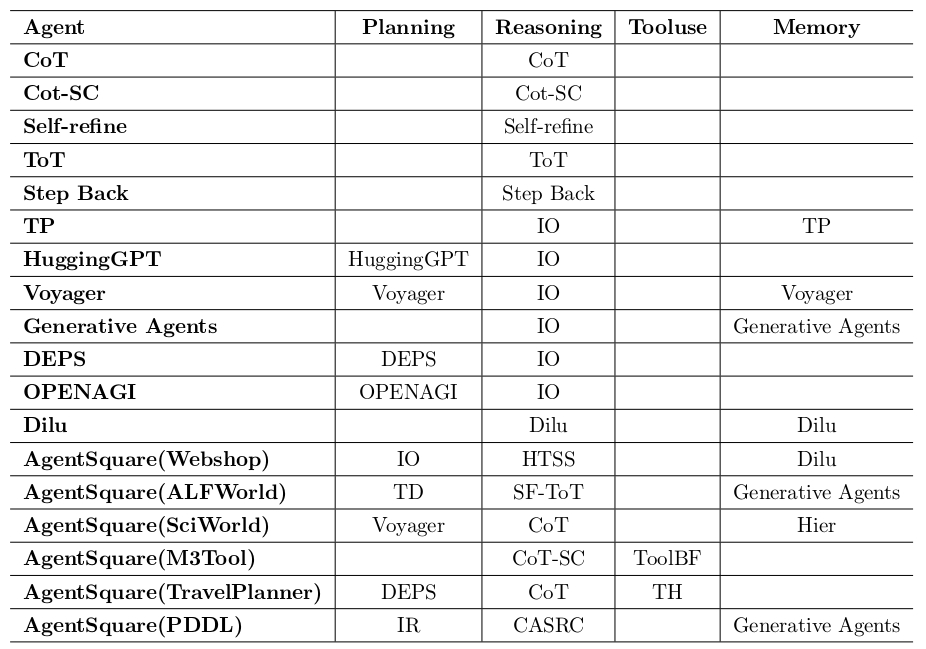 Agent Planning Reasoning Tooluse Memory
CoT CoT
Cot-SC Cot-SC
Self-refine Self-refine
ToT ToT
Step Back Step Back
TP IO TP
HuggingGPT HuggingGPT IO
Voyager Voyager IO Voyager
Generative Agents IO Generative Agents
DEPS DEPS IO
OPENAGI OPENAGI IO
Dilu Dilu Dilu
AgentSquare(Webshop) IO HTSS Dilu
AgentSquare(ALFWorld) TD SF-ToT Generative Agents
AgentSquare(SciWorld) Voyager CoT Hier
AgentSquare(M3Tool) CoT-SC ToolBF
AgentSquare(TravelPlanner) DEPS CoT TH
AgentSquare(PDDL) IR CASRC Generative Agents